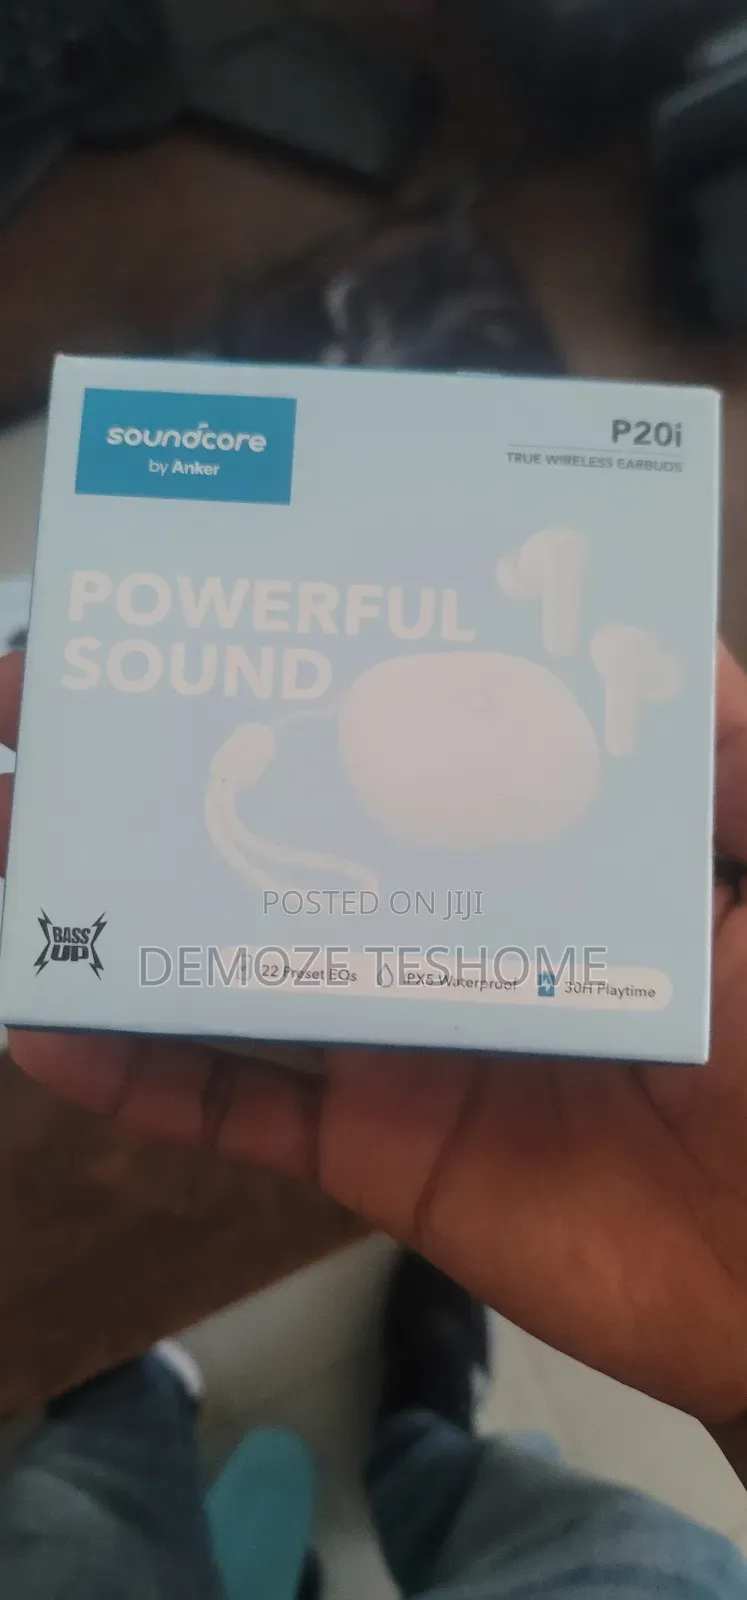 soundcore
by Anker
P20i
TRUE WIRELESS EARBUDS
POWERFUL
SOUND
POSTED ON JIJI
DEMOZE TESHOME
BASS
UP
22 Preset EQs
IPX5 Waterproof
30H Playtime